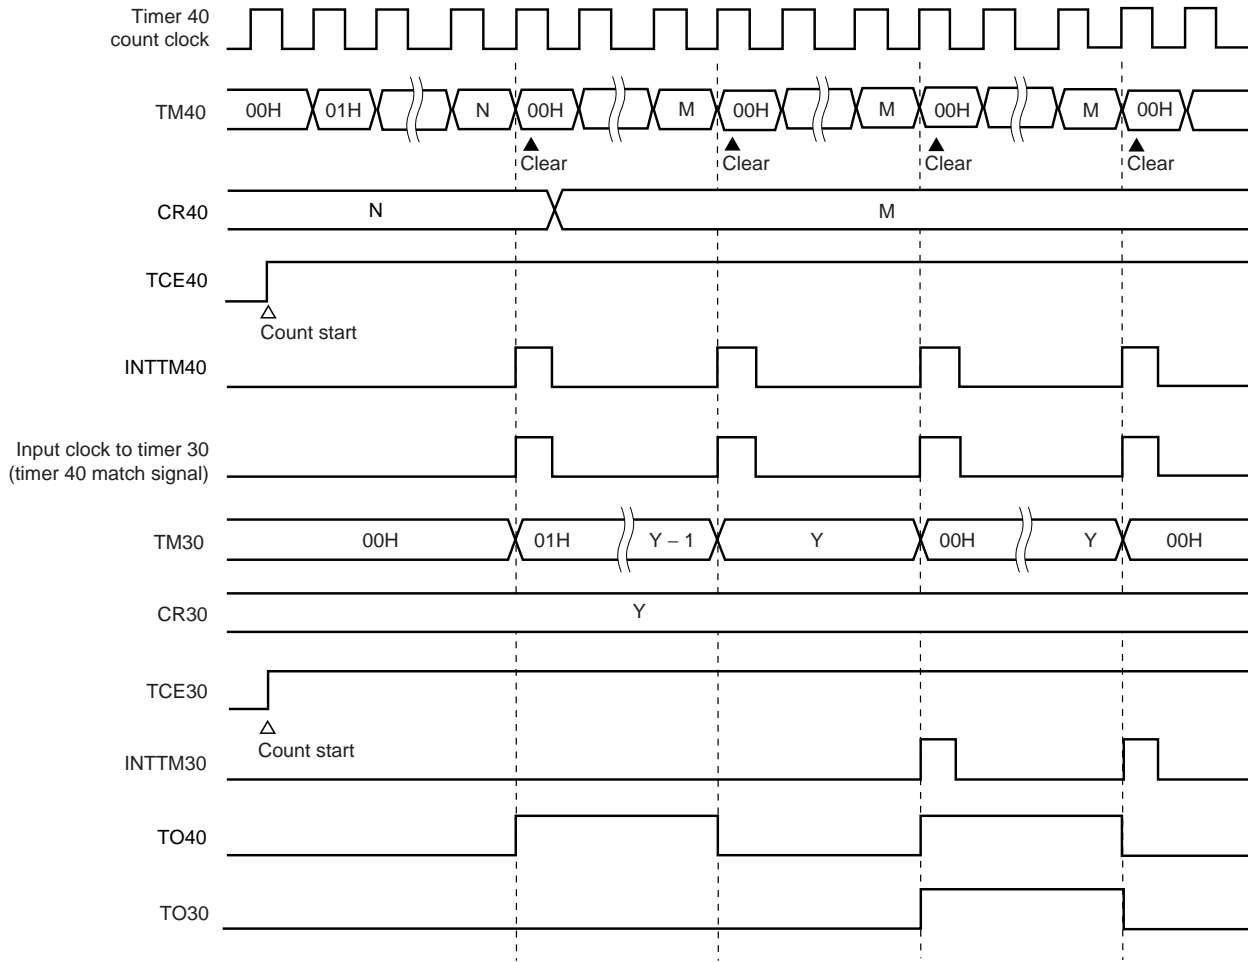 Timer 40
count clock
TM40 00H 01H N 00H M 00H M 00H M 00H
Clear Clear Clear Clear
CR40 N M
TCE40
Count start
INTTM40
Input clock to timer 30
(timer 40 match signal)
TM30 00H 01H Y – 1 Y 00H Y 00H
CR30 Y
TCE30
Count start
INTTM30
TO40
TO30